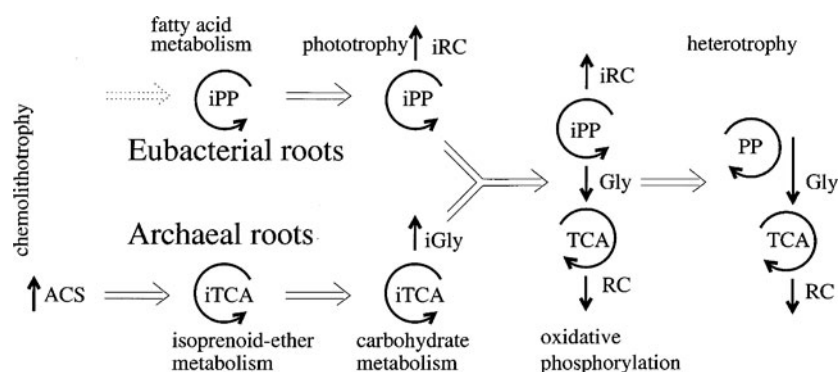 fatty acid
metabolism
phototrophy
iRC
heterotrophy
iRC
iPP
iPP
iPP
PP
Eubacterial roots
Gly
Gly
chemolithotrophy
Archaeal roots
iGly
TCA
TCA
ACS
iTCA
iTCA
RC
RC
isoprenoid-ether
metabolism
carbohydrate
metabolism
oxidative
phosphorylation